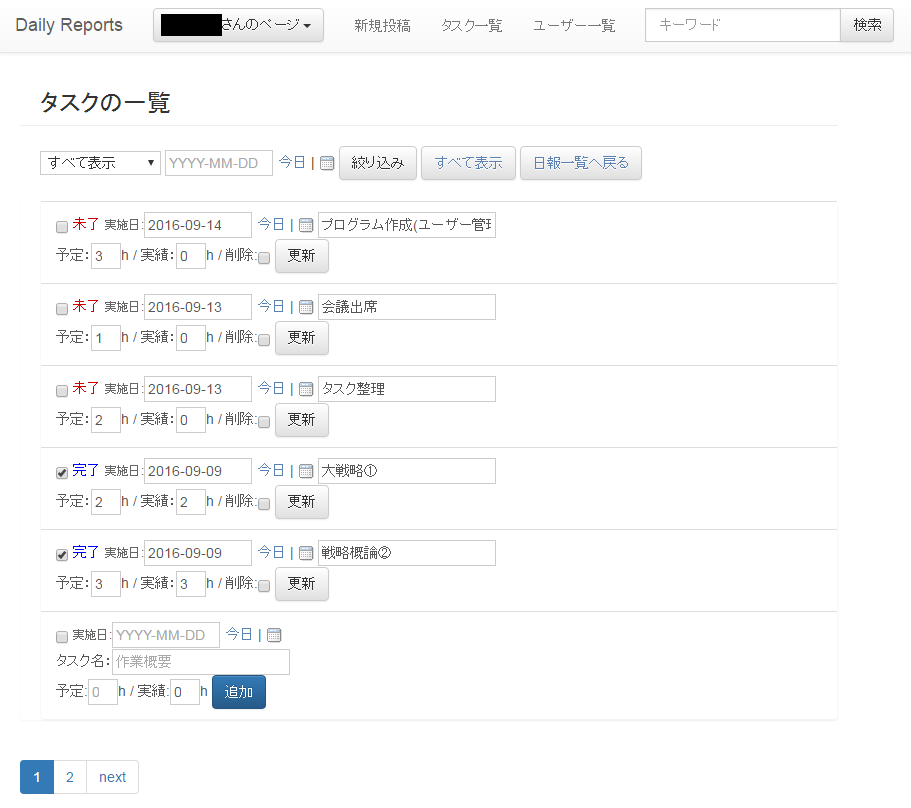 Daily Reports さんのページ 新規投稿 タスク一覧 ユーザー一覧 キーワード 検索
タスクの一覧
すべて表示 YYYY-MM-DD 今日 | 絞り込み すべて表示 日報一覧へ戻る
未了 実施日: 2016-09-14 今日 | プログラム作成(ユーザー管理
予定: 3 h / 実績: 0 h / 削除: 更新
未了 実施日: 2016-09-13 今日 | 会議出席
予定: 1 h / 実績: 0 h / 削除: 更新
未了 実施日: 2016-09-13 今日 | タスク整理
予定: 2 h / 実績: 0 h / 削除: 更新
完了 実施日: 2016-09-09 今日 | 大戦略①
予定: 2 h / 実績: 2 h / 削除: 更新
完了 実施日: 2016-09-09 今日 | 戦略概論②
予定: 3 h / 実績: 3 h / 削除: 更新
実施日: YYYY-MM-DD 今日 |
タスク名: 作業概要
予定: 0 h / 実績: 0 h 追加
1 2 next